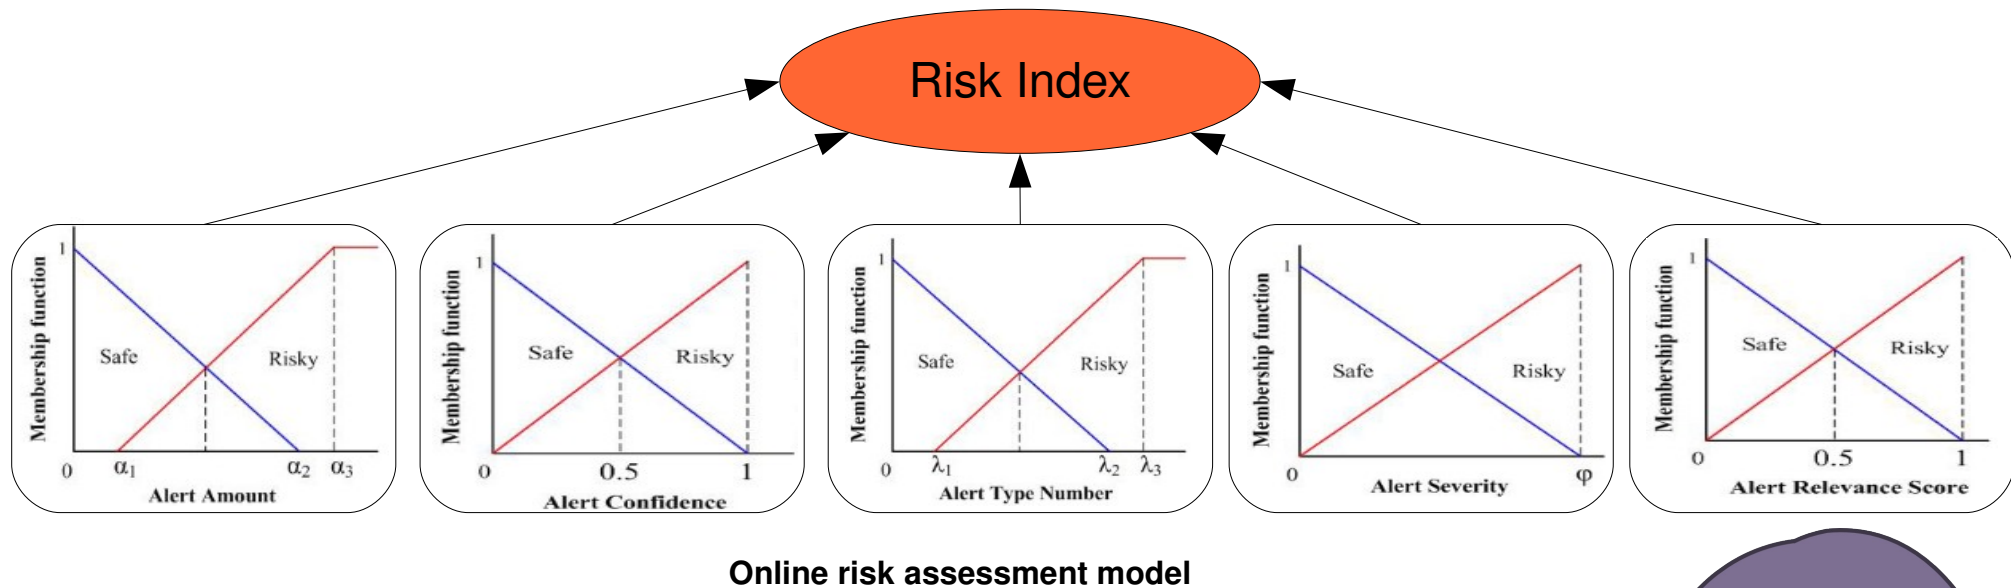 Risk Index
Membership function
1
Safe
Risky
0
α1
α2
α3
Alert Amount
Membership function
1
Safe
Risky
0
0.5
1
Alert Confidence
Membership function
1
Safe
Risky
0
λ1
λ2
λ3
Alert Type Number
Membership function
1
Safe
Risky
0
φ
Alert Severity
Membership function
1
Safe
Risky
0
0.5
1
Alert Relevance Score
Online risk assessment model